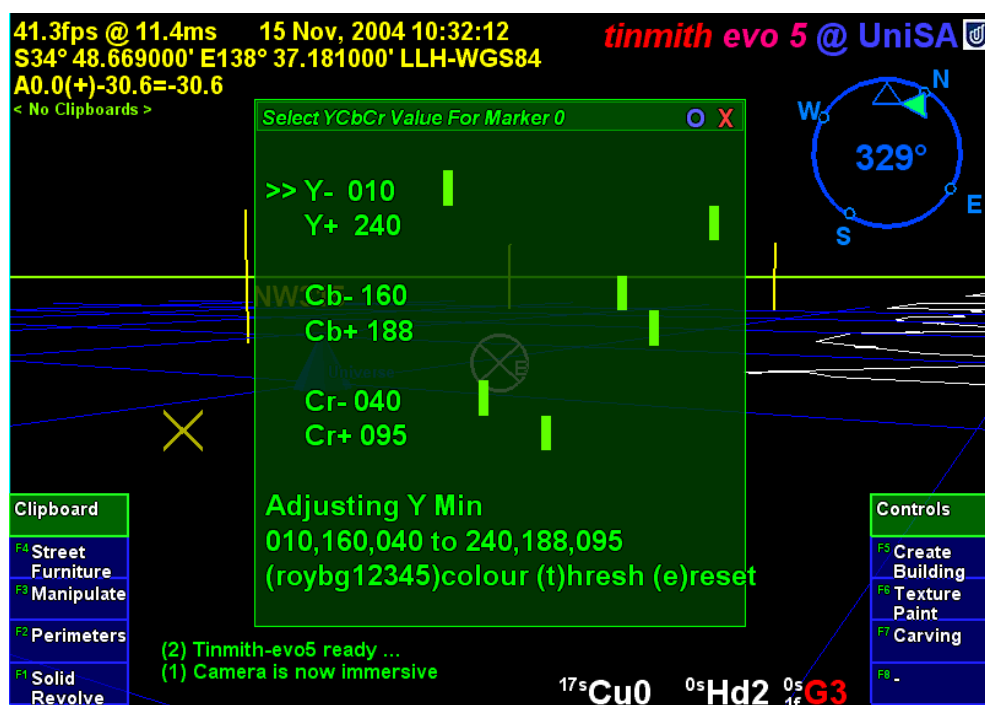 41.3fps @ 11.4ms 15 Nov, 2004 10:32:12
tinmith evo 5 @ UniSA
S34° 48.669000' E138° 37.181000' LLH-WGS84
A0.0(+)-30.6=-30.6
< No Clipboards >
Select YCbCr Value For Marker 0 O X
N
W
329°
E
S
>> Y- 010
Y+ 240
Cb- 160
Cb+ 188
Cr- 040
Cr+ 095
E
Adjusting Y Min
010,160,040 to 240,188,095
(roybg12345)colour (t)hresh (e)reset
Clipboard
F4 Street
Furniture
F3 Manipulate
F2 Perimeters
F1 Solid
Revolve
Controls
F5 Create
Building
F6 Texture
Paint
F7 Carving
F8 -
(2) Tinmith-evo5 ready ...
(1) Camera is now immersive
17s Cu0 0s Hd2 0s G3
1f